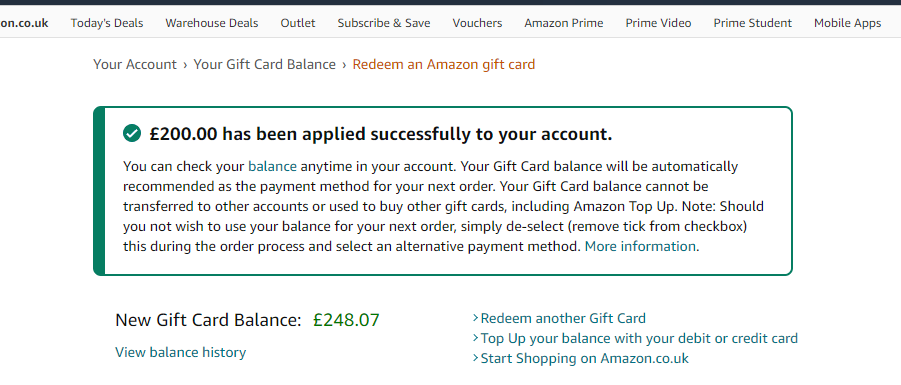 on.co.uk Today's Deals Warehouse Deals Outlet Subscribe & Save Vouchers Amazon Prime Prime Video Prime Student Mobile Apps
Your Account › Your Gift Card Balance › Redeem an Amazon gift card
£200.00 has been applied successfully to your account.
You can check your balance anytime in your account. Your Gift Card balance will be automatically
recommended as the payment method for your next order. Your Gift Card balance cannot be
transferred to other accounts or used to buy other gift cards, including Amazon Top Up. Note: Should
you not wish to use your balance for your next order, simply de-select (remove tick from checkbox)
this during the order process and select an alternative payment method. More information.
New Gift Card Balance: £248.07
View balance history
›Redeem another Gift Card
›Top Up your balance with your debit or credit card
›Start Shopping on Amazon.co.uk